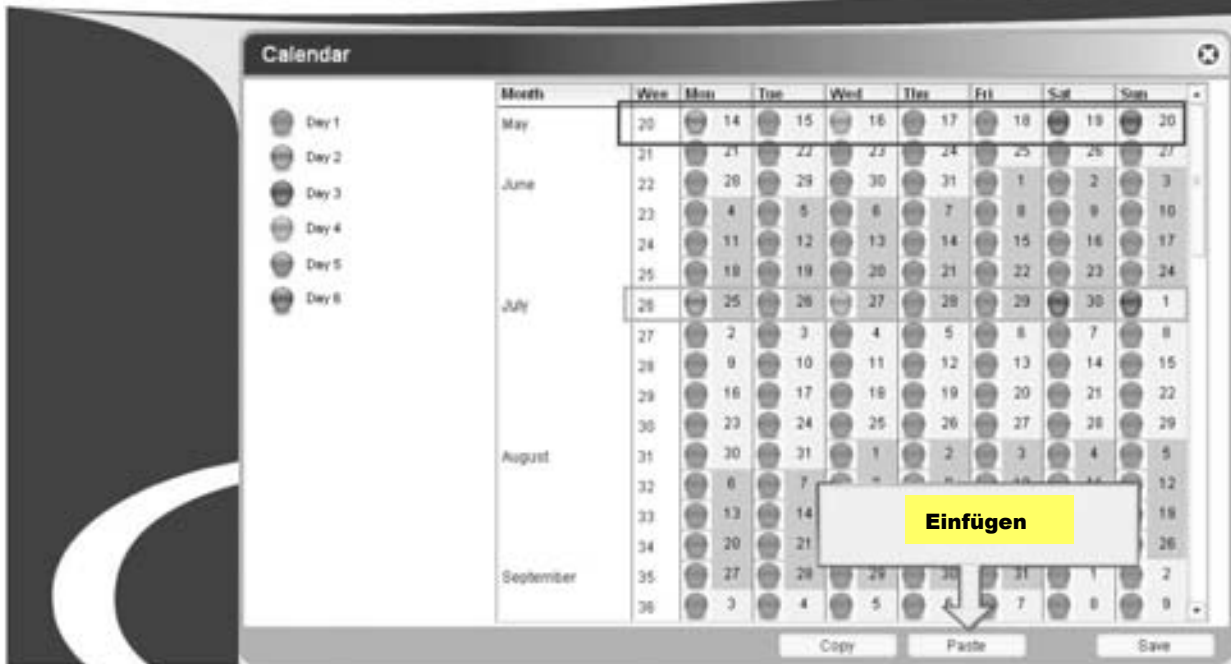 Calendar
Day 1
Day 2
Day 3
Day 4
Day 5
Day 6
Month Wee Mon Tue Wed Thu Fri Sat Sun
May 20 14 15 16 17 18 19 20
21 21 22 23 24 25 26 27
June 22 28 29 30 31 1 2 3
23 4 5 6 7 8 9 10
24 11 12 13 14 15 16 17
25 18 19 20 21 22 23 24
July 26 25 26 27 28 29 30 1
27 2 3 4 5 6 7 8
28 9 10 11 12 13 14 15
29 16 17 18 19 20 21 22
30 23 24 25 26 27 28 29
August 31 30 31 1 2 3 4 5
32 6 7 12
33 13 14 19
Einfügen
34 20 21 26
September 35 27 28 29 30 31 1 2
36 3 4 5 6 7 8 9
Copy Paste Save